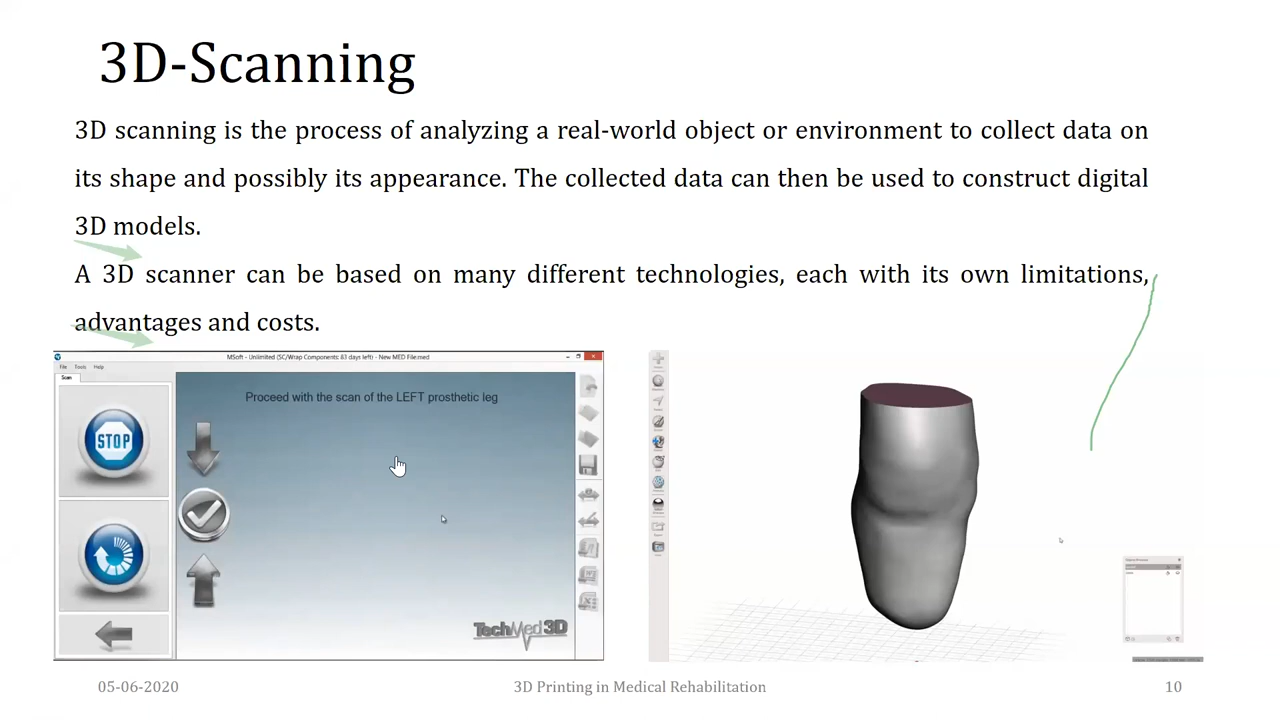 3D-Scanning
3D scanning is the process of analyzing a real-world object or environment to collect data on
its shape and possibly its appearance. The collected data can then be used to construct digital
3D models.
A 3D scanner can be based on many different technologies, each with its own limitations,
advantages and costs.
MSoft - Unlimited (SC/Wrap Components: 83 days left) - New MED File.med
File Tools Help
Scan
Proceed with the scan of the LEFT prosthetic leg
STOP
TechMed3D
05-06-2020
3D Printing in Medical Rehabilitation
10